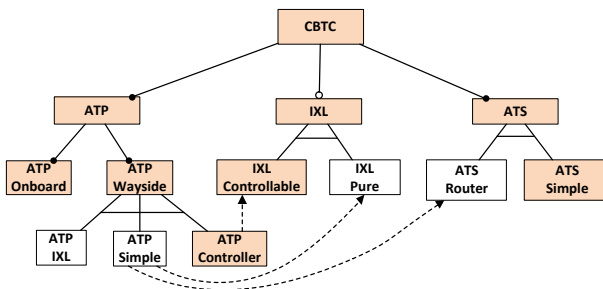 CBTC
ATP
IXL
ATS
ATP
Onboard
ATP
Wayside
IXL
Controllable
IXL
Pure
ATS
Router
ATS
Simple
ATP
IXL
ATP
Simple
ATP
Controller